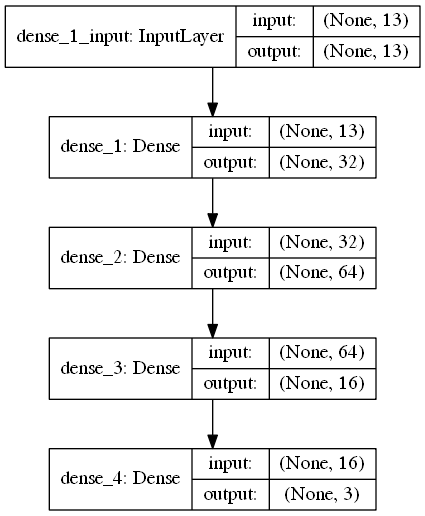 dense_1_input: InputLayer
input: (None, 13)
output: (None, 13)
dense_1: Dense
input: (None, 13)
output: (None, 32)
dense_2: Dense
input: (None, 32)
output: (None, 64)
dense_3: Dense
input: (None, 64)
output: (None, 16)
dense_4: Dense
input: (None, 16)
output: (None, 3)